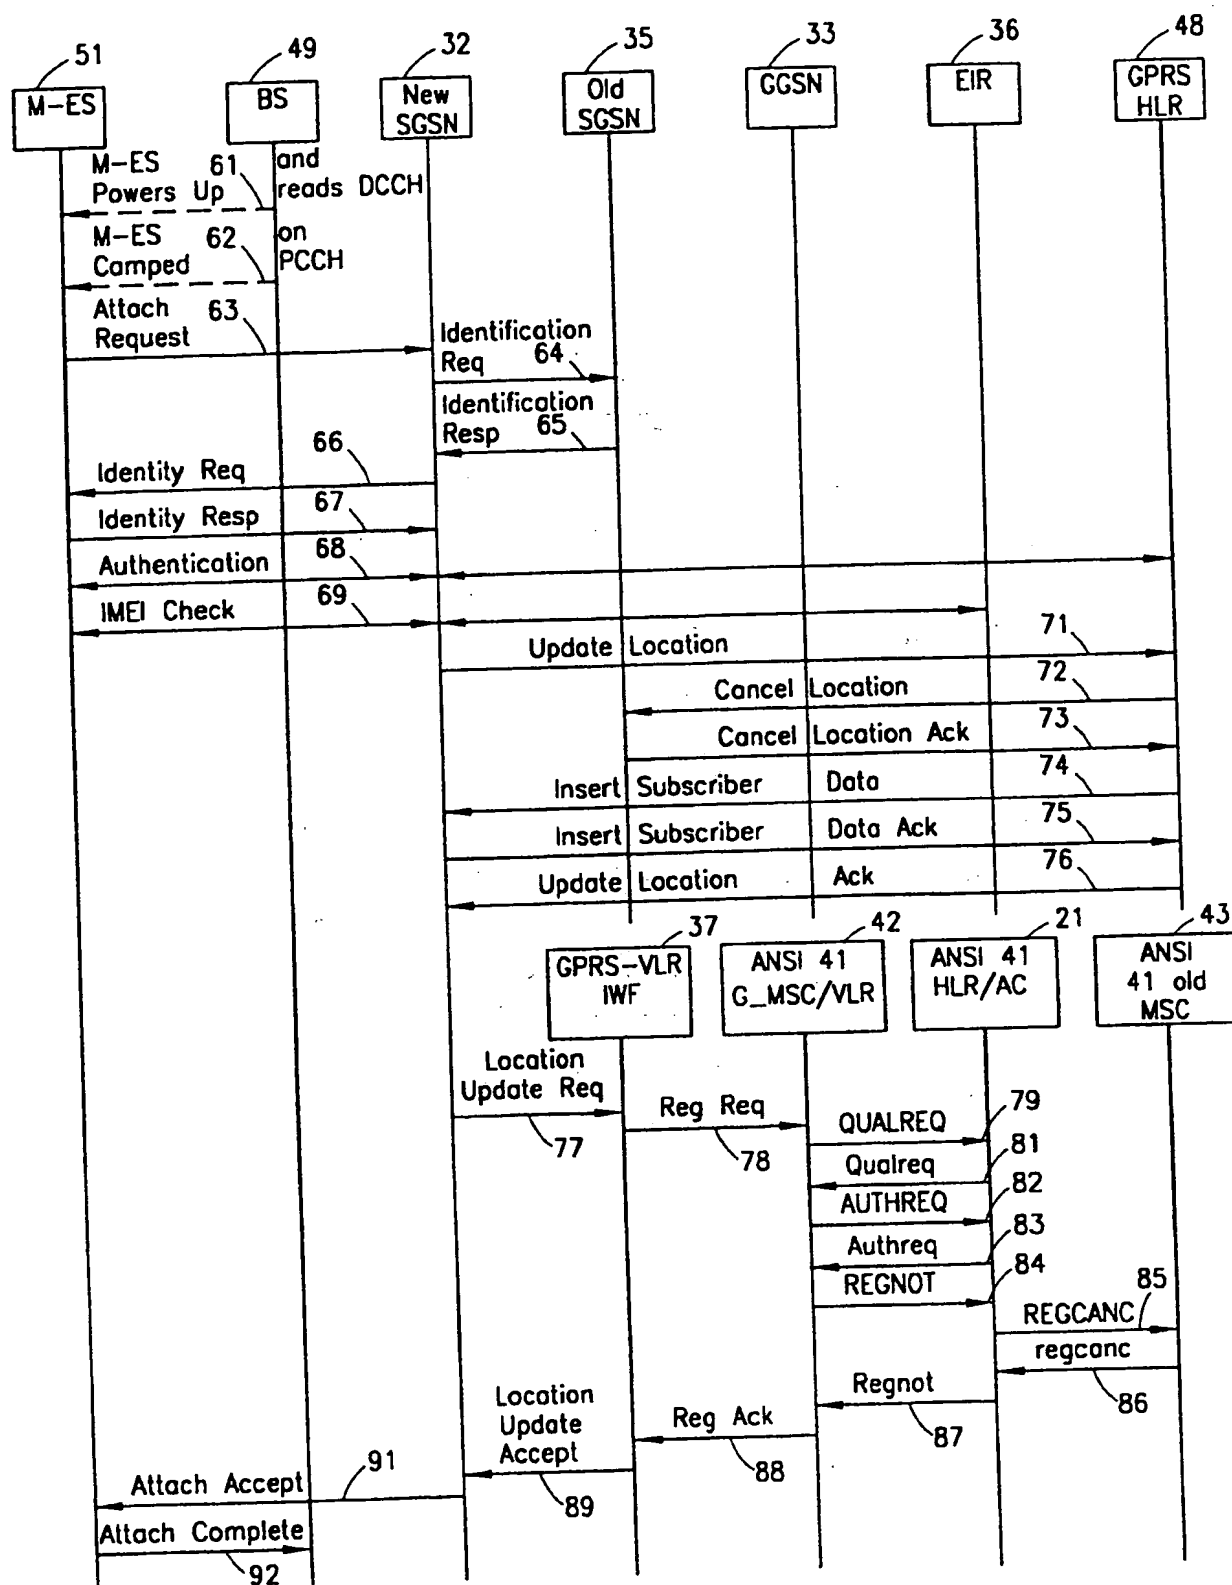 51
49
32
35
33
36
48
M-ES
BS
New
SGSN
Old
SGSN
GGSN
EIR
GPRS
HLR
M-ES 61 and
Powers Up reads DCCH
M-ES 62 on
Camped PCCH
Attach 63
Request
Identification
Req 64
Identification
Resp 65
66
Identity Req
Identity Resp 67
Authentication 68
IMEI Check 69
Update Location 71
Cancel Location 72
Cancel Location Ack 73
Insert Subscriber Data 74
Insert Subscriber Data Ack 75
Update Location Ack 76
37
42
21
43
GPRS-VLR
IWF
ANSI 41
G_MSC/VLR
ANSI 41
HLR/AC
ANSI
41 old
MSC
Location
Update Req
77
Reg Req
78
QUALREQ 79
Qualreq 81
AUTHREQ 82
Authreq 83
REGNOT 84
85
REGCANC
regcanc
86
Regnot
87
Reg Ack
88
Location
Update
Accept
89
91
Attach Accept
Attach Complete
92